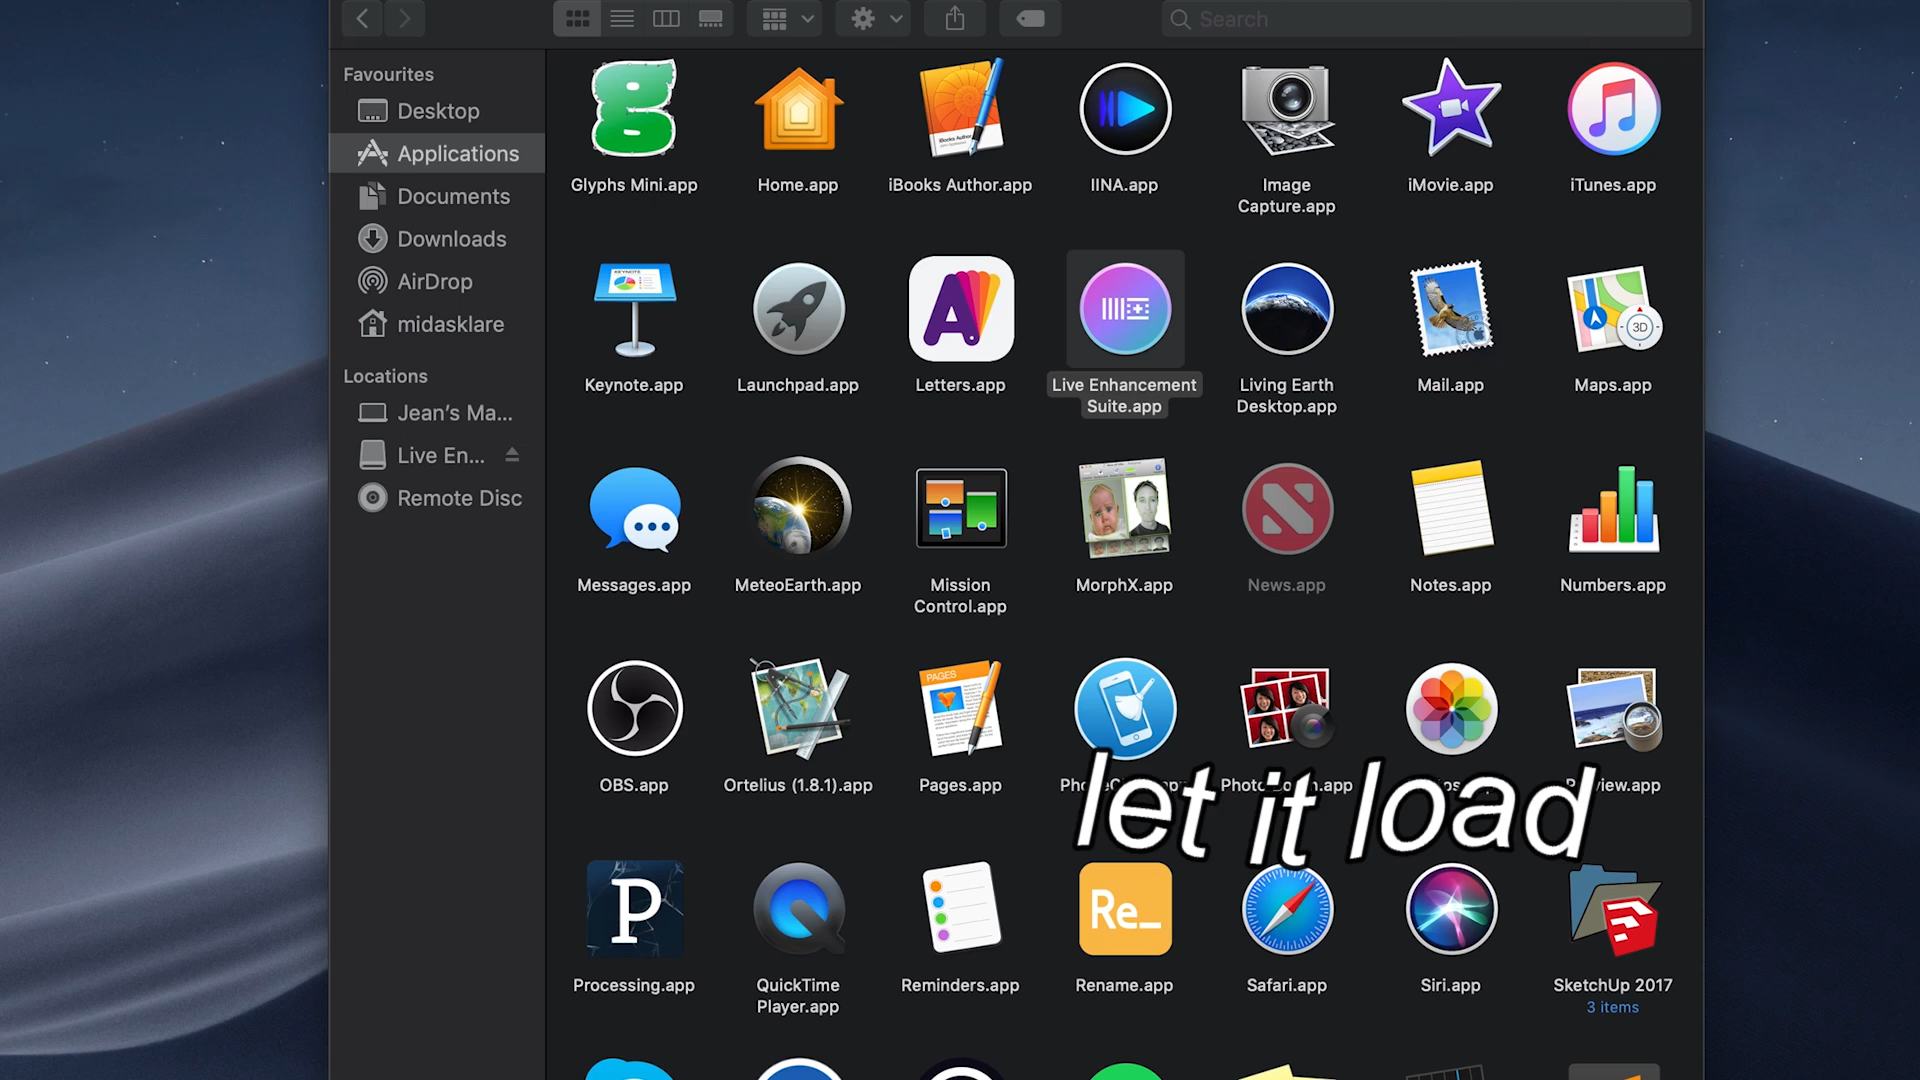 Search
Favourites
Desktop
Applications
Documents
Downloads
AirDrop
midasklare
Locations
Jean's Ma...
Live En...
Remote Disc
Glyphs Mini.app
Home.app
iBooks Author.app
IINA.app
Image
Capture.app
iMovie.app
iTunes.app
KEYNOTE
Keynote.app
Launchpad.app
Letters.app
Live Enhancement
Suite.app
Living Earth
Desktop.app
Mail.app
3D
Maps.app
Messages.app
MeteoEarth.app
Mission
Control.app
MorphX.app
News.app
Notes.app
Numbers.app
PAGES
OBS.app
Ortelius (1.8.1).app
Pages.app
let it load
P
Re_
Processing.app
QuickTime
Player.app
Reminders.app
Rename.app
Safari.app
Siri.app
SketchUp 2017
3 items